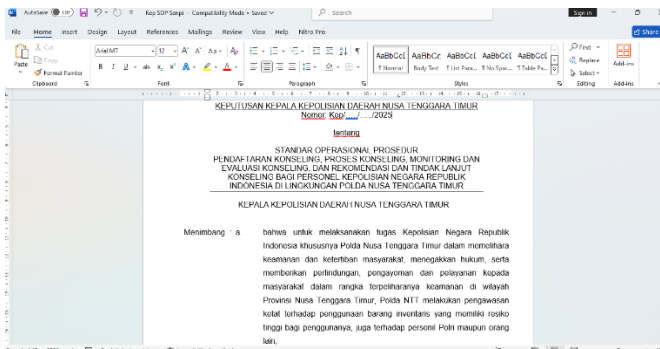 AutoSave Off
Kep SOP Sanpi - Compatibility Mode • Saved
Search
Sign in
File Home Insert Design Layout References Mailings Review View Help Nitro Pro
Share
Paste
Cut
Copy
Format Painter
Clipboard
Arial MT 12
Font
Paragraph
AaBbCcI AaBbCc AaBbCcI AaBbCcI AaBbCcI
¶ Normal Body Text ¶ List Para... ¶ No Spac... ¶ Table Pa...
Styles
Find
Replace
Select
Editing
Add-ins
Add-ins
KEPUTUSAN KEPALA KEPOLISIAN DAERAH NUSA TENGGARA TIMUR
Nomor: Kep/...../...../2025
tentang
STANDAR OPERASIONAL PROSEDUR
PENDAFTARAN KONSELING, PROSES KONSELING, MONITORING DAN
EVALUASI KONSELING, DAN REKOMENDASI DAN TINDAK LANJUT
KONSELING BAGI PERSONEL KEPOLISIAN NEGARA REPUBLIK
INDONESIA DI LINGKUNGAN POLDA NUSA TENGGARA TIMUR
KEPALA KEPOLISIAN DAERAH NUSA TENGGARA TIMUR
Menimbang : a. bahwa untuk melaksanakan tugas Kepolisian Negara Republik
Indonesia khususnya Polda Nusa Tenggara Timur dalam memelihara
keamanan dan ketertiban masyarakat, menegakkan hukum, serta
memberikan perlindungan, pengayoman dan pelayanan kepada
masyarakat dalam rangka terpeliharanya keamanan di wilayah
Provinsi Nusa Tenggara Timur, Polda NTT melakukan pengawasan
ketat terhadap penggunaan barang inventaris yang memiliki resiko
tinggi bagi penggunanya, juga terhadap personil Polri maupun orang
lain,